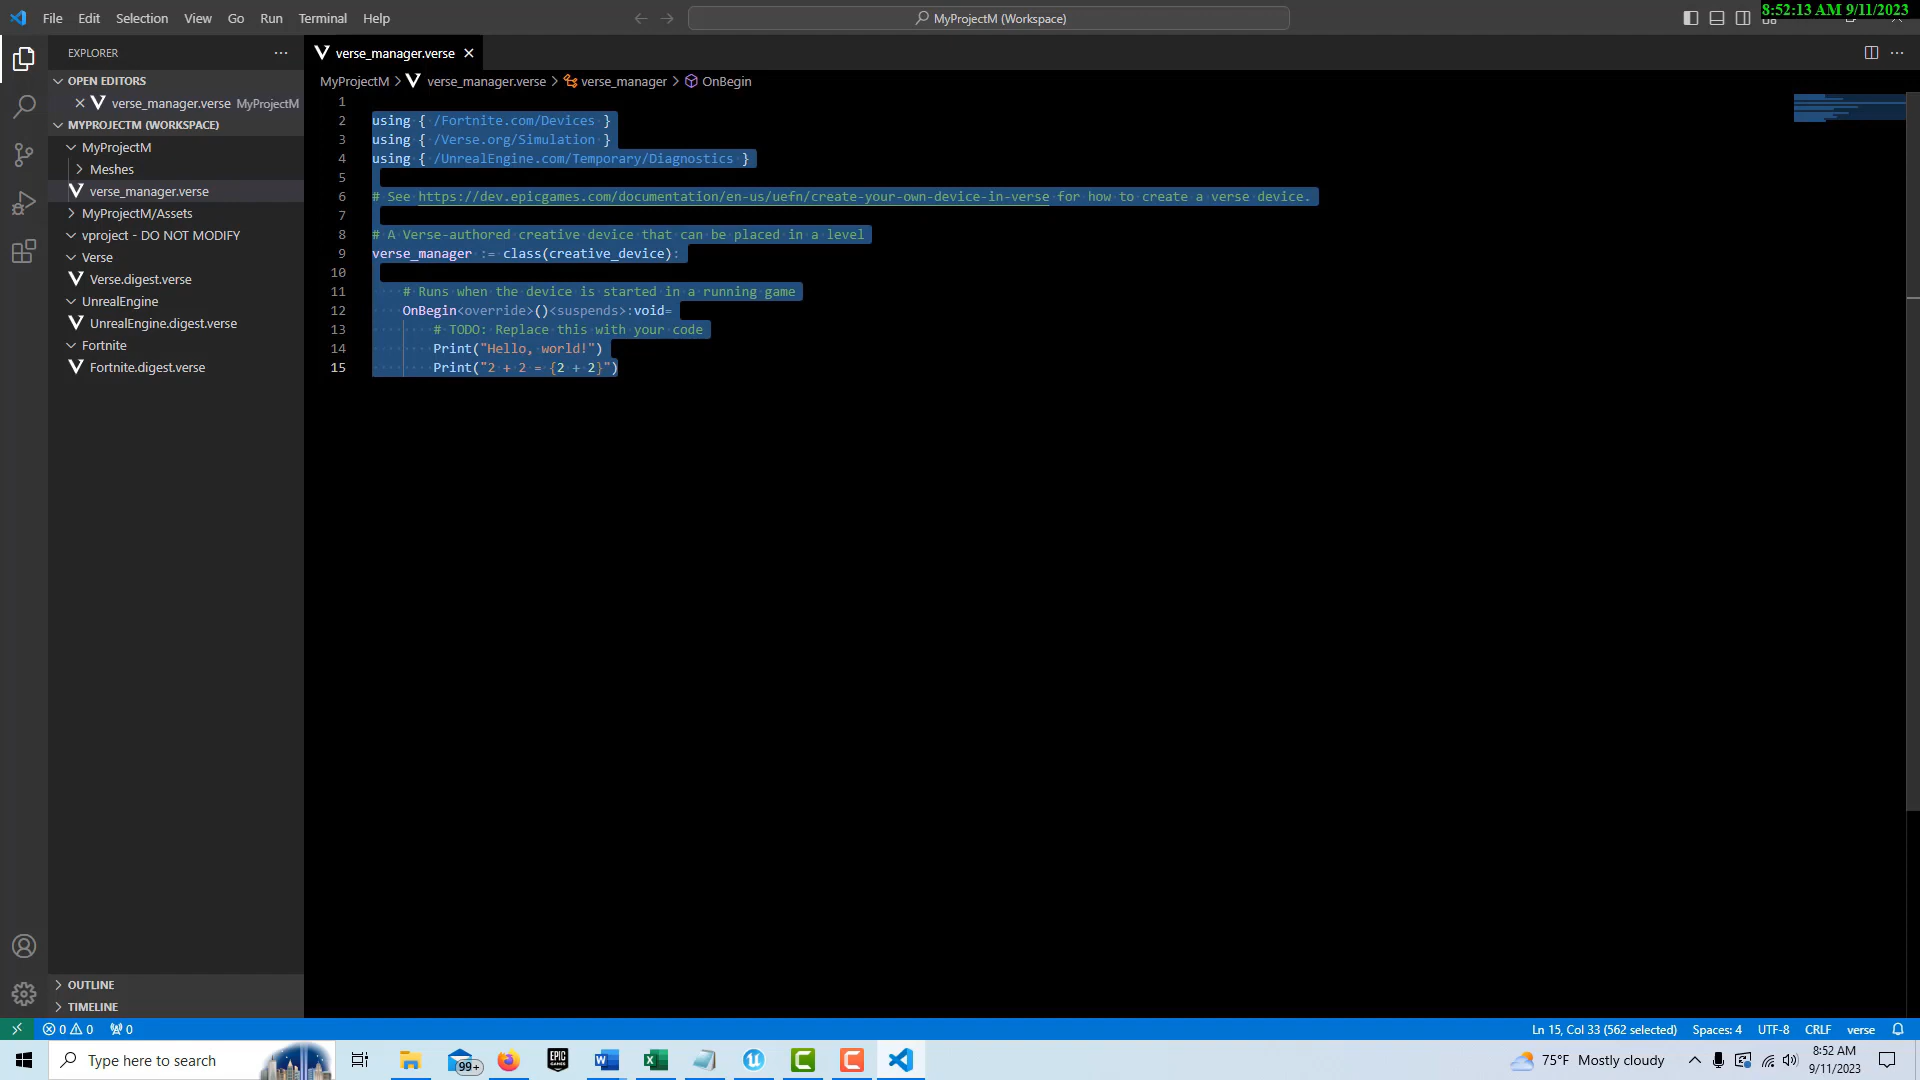 File Edit Selection View Go Run Terminal Help
MyProjectM (Workspace)
8:52:13 AM 9/11/2023
EXPLORER
verse_manager.verse
OPEN EDITORS
verse_manager.verse MyProjectM
MYPROJECTM (WORKSPACE)
MyProjectM
Meshes
verse_manager.verse
MyProjectM/Assets
vproject - DO NOT MODIFY
Verse
Verse.digest.verse
UnrealEngine
UnrealEngine.digest.verse
Fortnite
Fortnite.digest.verse
OUTLINE
TIMELINE
MyProjectM > verse_manager.verse > verse_manager > OnBegin
1
2 using { /Fortnite.com/Devices }
3 using { /Verse.org/Simulation }
4 using { /UnrealEngine.com/Temporary/Diagnostics }
5
6 # See https://dev.epicgames.com/documentation/en-us/uefn/create-your-own-device-in-verse for how to create a verse device.
7
8 # A Verse-authored creative device that can be placed in a level
9 verse_manager := class(creative_device):
10
11 # Runs when the device is started in a running game
12 OnBegin<override>()<suspends>:void=
13 # TODO: Replace this with your code
14 Print("Hello, world!")
15 Print("2 + 2 = {2 + 2}")
0 0 0
Ln 15, Col 33 (562 selected) Spaces: 4 UTF-8 CRLF verse
Type here to search
99+
EPIC GAMES
75°F Mostly cloudy
8:52 AM
9/11/2023